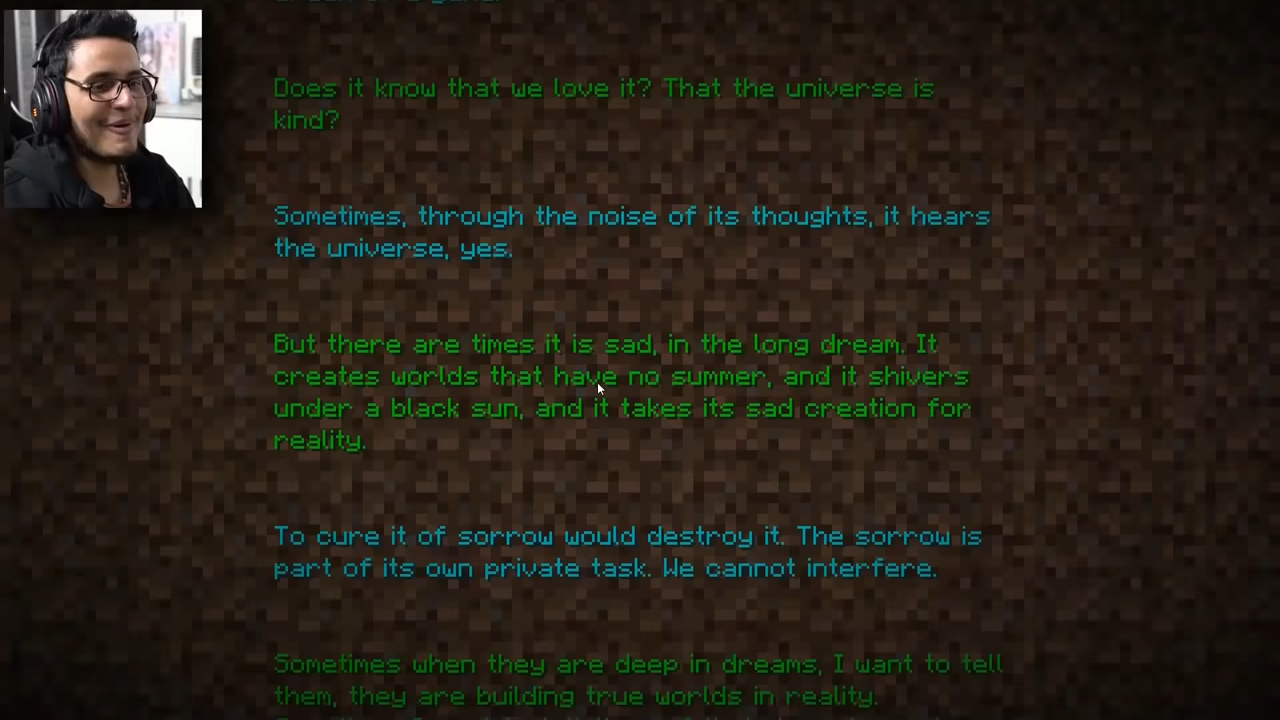 Does it know that we love it? That the universe is
kind?
Sometimes, through the noise of its thoughts, it hears
the universe, yes.
But there are times it is sad, in the long dream. It
creates worlds that have no summer, and it shivers
under a black sun, and it takes its sad creation for
reality.
To cure it of sorrow would destroy it. The sorrow is
part of its own private task. We cannot interfere.
Sometimes when they are deep in dreams, I want to tell
them, they are building true worlds in reality.